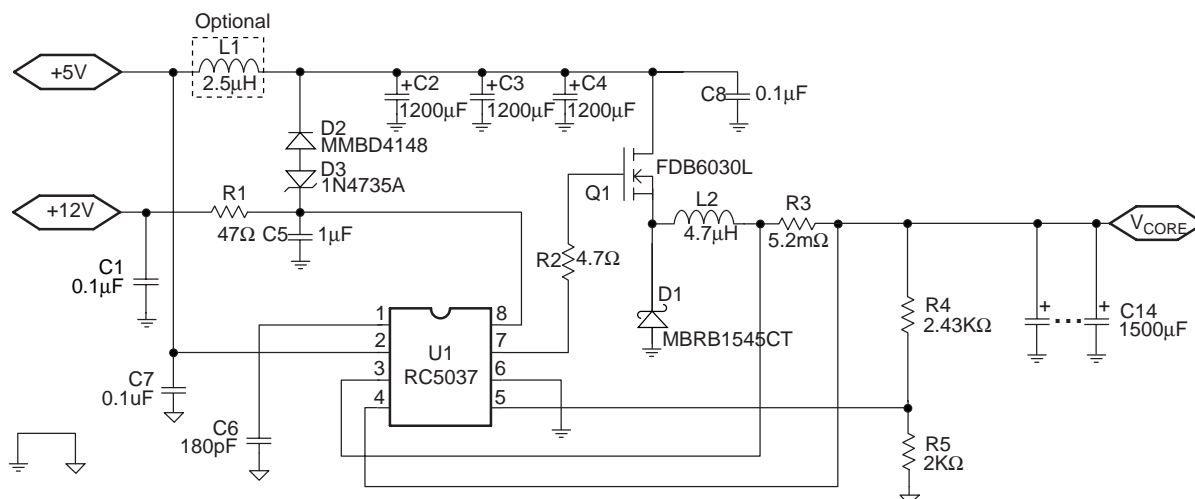 Optional
L1
2.5µH
+5V
+C2
1200µF
+C3
1200µF
+C4
1200µF
C8
0.1µF
D2
MMBD4148
D3
1N4735A
Q1
FDB6030L
+12V
R1
47Ω
C5
1µF
L2
4.7µH
R3
5.2mΩ
VCORE
R2
4.7Ω
C1
0.1µF
D1
MBRB1545CT
R4
2.43KΩ
+
+
C14
1500µF
1
2
3
4
U1
RC5037
8
7
6
5
C7
0.1uF
C6
180pF
R5
2KΩ